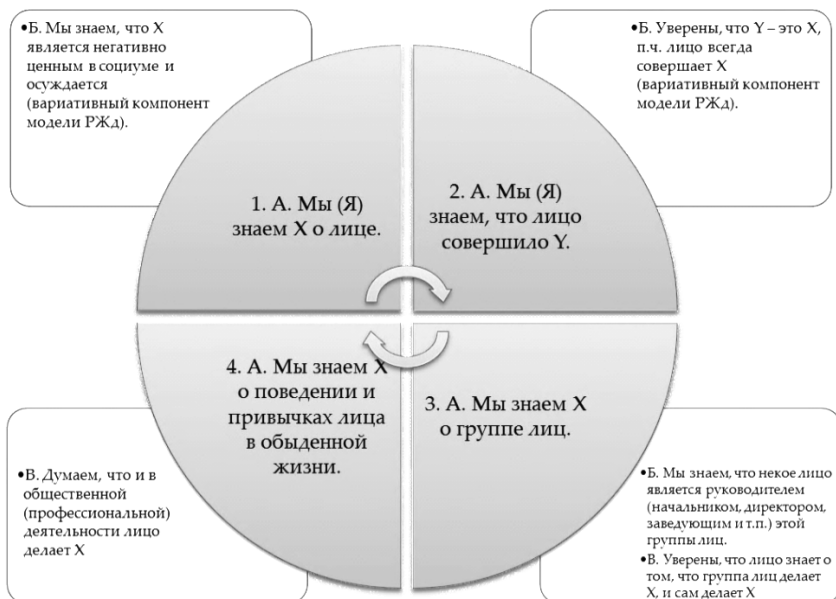 •Б. Мы знаем, что X
является негативно
ценным в социуме и
осуждается
(вариативный компонент
модели РЖд).
•Б. Уверены, что Y – это X,
п.ч. лицо всегда
совершает X
(вариативный компонент
модели РЖд).
1. А. Мы (Я)
знаем X о лице.
2. А. Мы (Я)
знаем, что лицо
совершило Y.
4. А. Мы знаем X
о поведении и
привычках лица
в обыденной
жизни.
3. А. Мы знаем X
о группе лиц.
•В. Думаем, что и в
общественной
(профессиональной)
деятельности лицо
делает X
•Б. Мы знаем, что некое лицо
является руководителем
(начальником, директором,
заведующим и т.п.) этой
группы лиц.
•В. Уверены, что лицо знает о
том, что группа лиц делает
X, и сам делает X